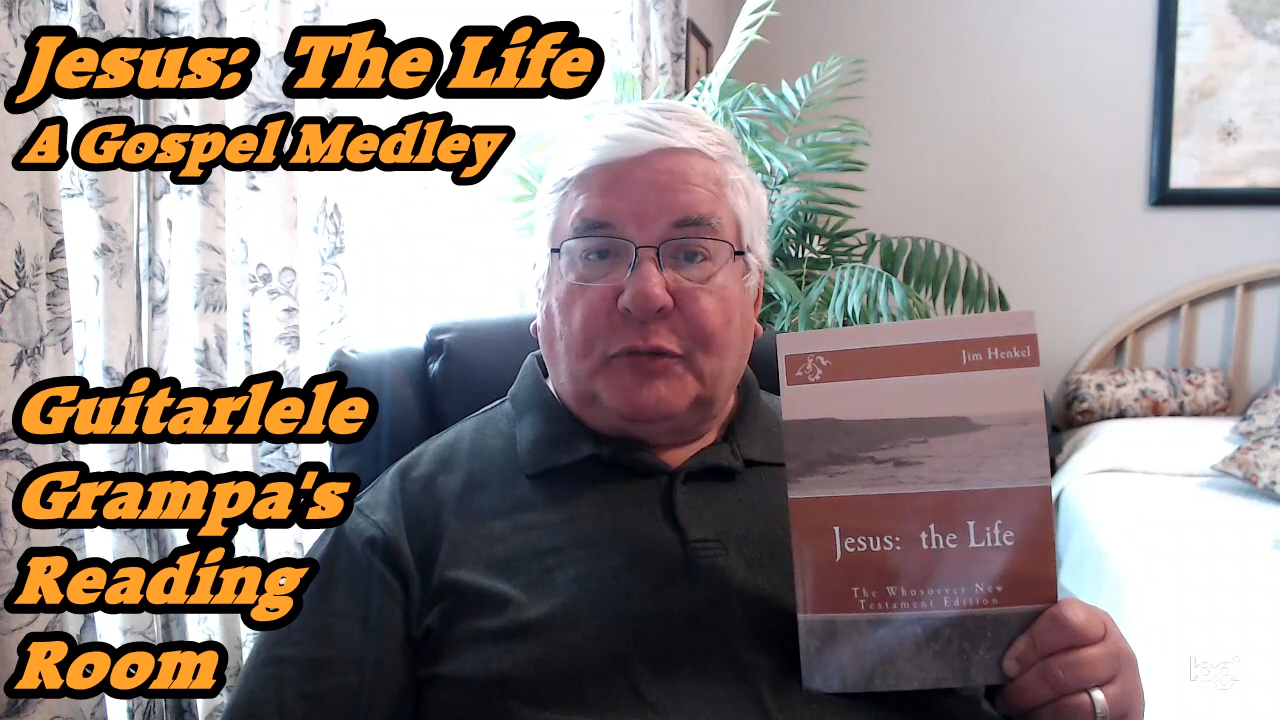 Jesus: The Life
A Gospel Medley
Guitarlele
Grampa's
Reading
Room
Jim Henkel
Jesus: the Life
The Whosoever New
Testament Edition
logi